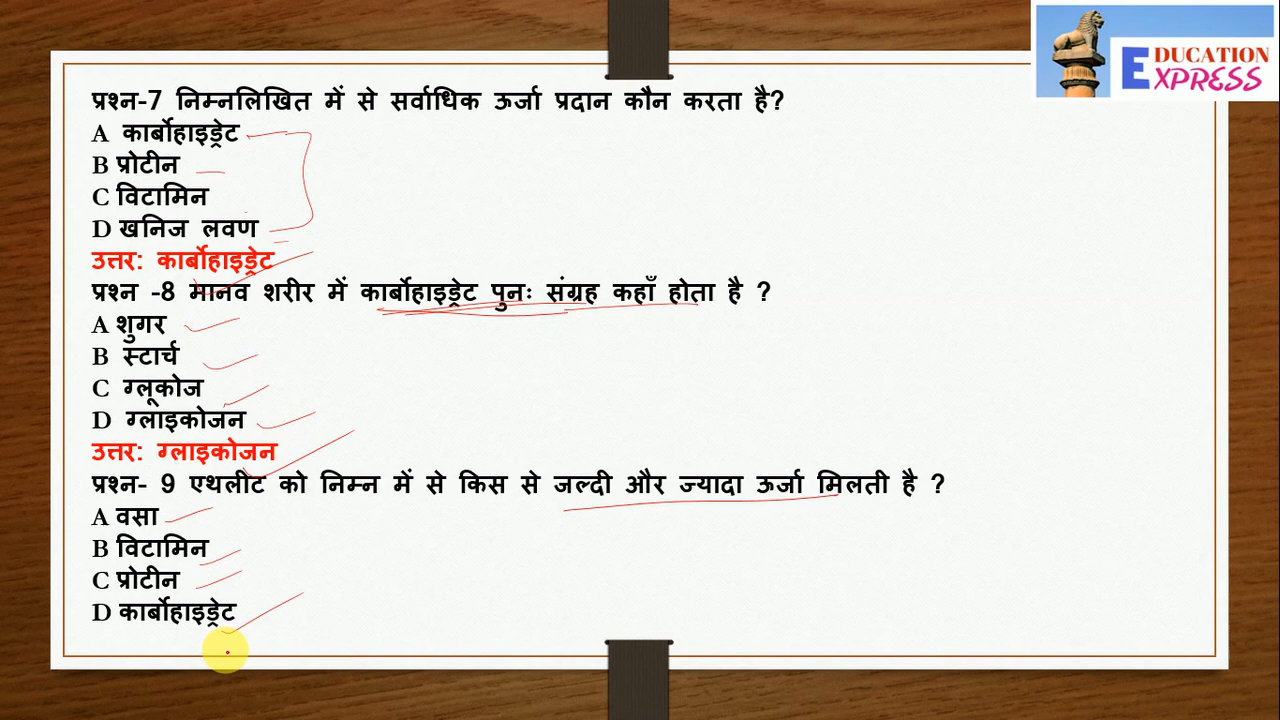 EDUCATION
EXPRESS
प्रश्न-7 निम्नलिखित में से सर्वाधिक ऊर्जा प्रदान कौन करता है?
A कार्बोहाइड्रेट
B प्रोटीन
C विटामिन
D खनिज लवण
उत्तर: कार्बोहाइड्रेट
प्रश्न -8 मानव शरीर में कार्बोहाइड्रेट पुनः संग्रह कहाँ होता है ?
A शुगर
B स्टार्च
C ग्लूकोज
D ग्लाइकोजन
उत्तर: ग्लाइकोजन
प्रश्न- 9 एथलीट को निम्न में से किस से जल्दी और ज्यादा ऊर्जा मिलती है ?
A वसा
B विटामिन
C प्रोटीन
D कार्बोहाइड्रेट